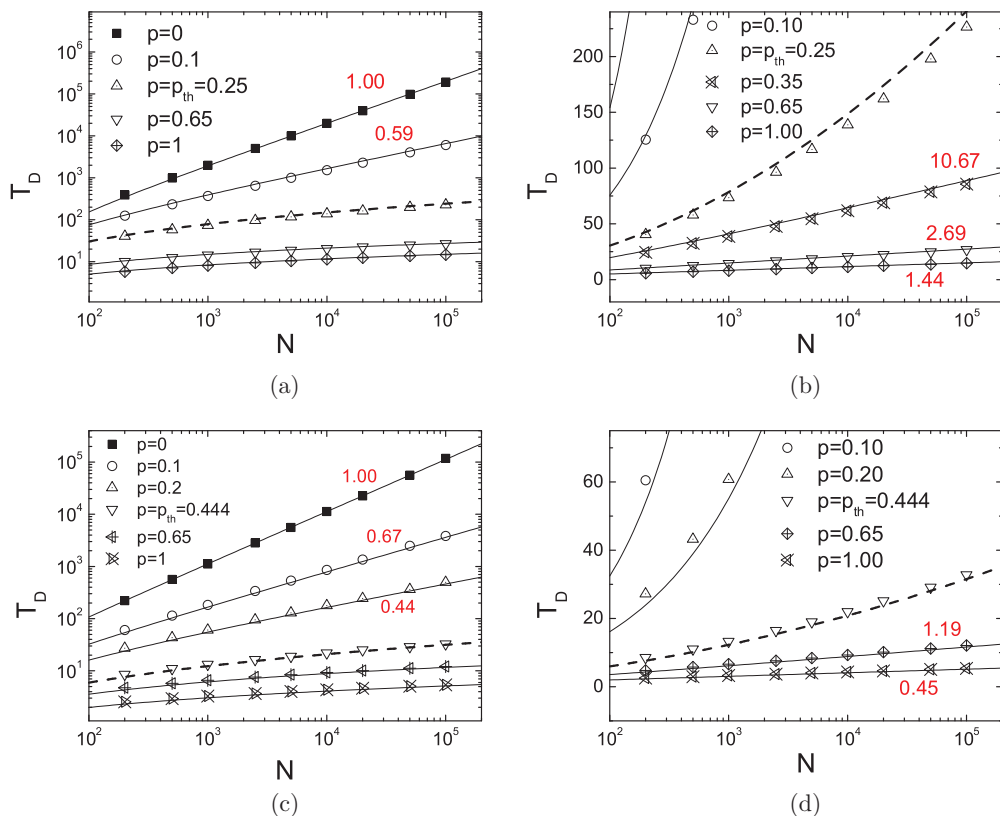 10^6
10^5
10^4
10^3
10^2
10^1
T_D
p=0
p=0.1
p=p_th=0.25
p=0.65
p=1
1.00
0.59
10^2
10^3
10^4
10^5
N
(a)
200
150
100
50
0
T_D
p=0.10
p=p_th=0.25
p=0.35
p=0.65
p=1.00
10.67
2.69
1.44
10^2
10^3
10^4
10^5
N
(b)
10^5
10^4
10^3
10^2
10^1
T_D
p=0
p=0.1
p=0.2
p=p_th=0.444
p=0.65
p=1
1.00
0.67
0.44
10^2
10^3
10^4
10^5
N
(c)
60
40
20
0
T_D
p=0.10
p=0.20
p=p_th=0.444
p=0.65
p=1.00
1.19
0.45
10^2
10^3
10^4
10^5
N
(d)